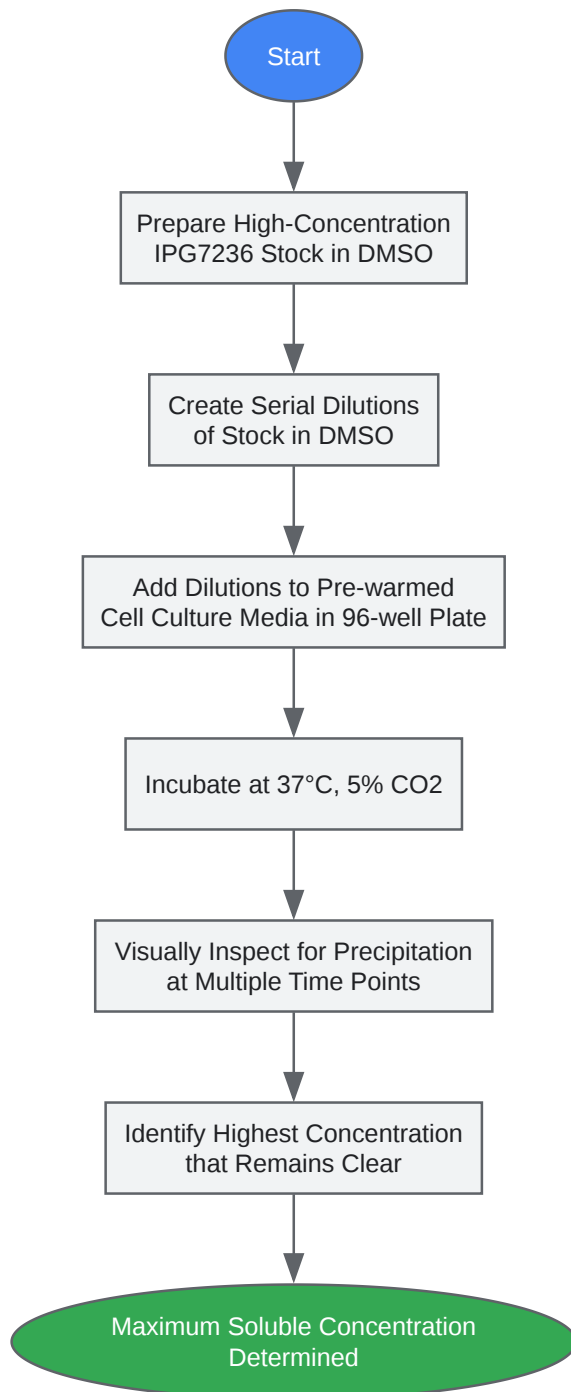 Start
Prepare High-Concentration
IPG7236 Stock in DMSO
Create Serial Dilutions
of Stock in DMSO
Add Dilutions to Pre-warmed
Cell Culture Media in 96-well Plate
Incubate at 37°C, 5% CO2
Visually Inspect for Precipitation
at Multiple Time Points
Identify Highest Concentration
that Remains Clear
Maximum Soluble Concentration
Determined